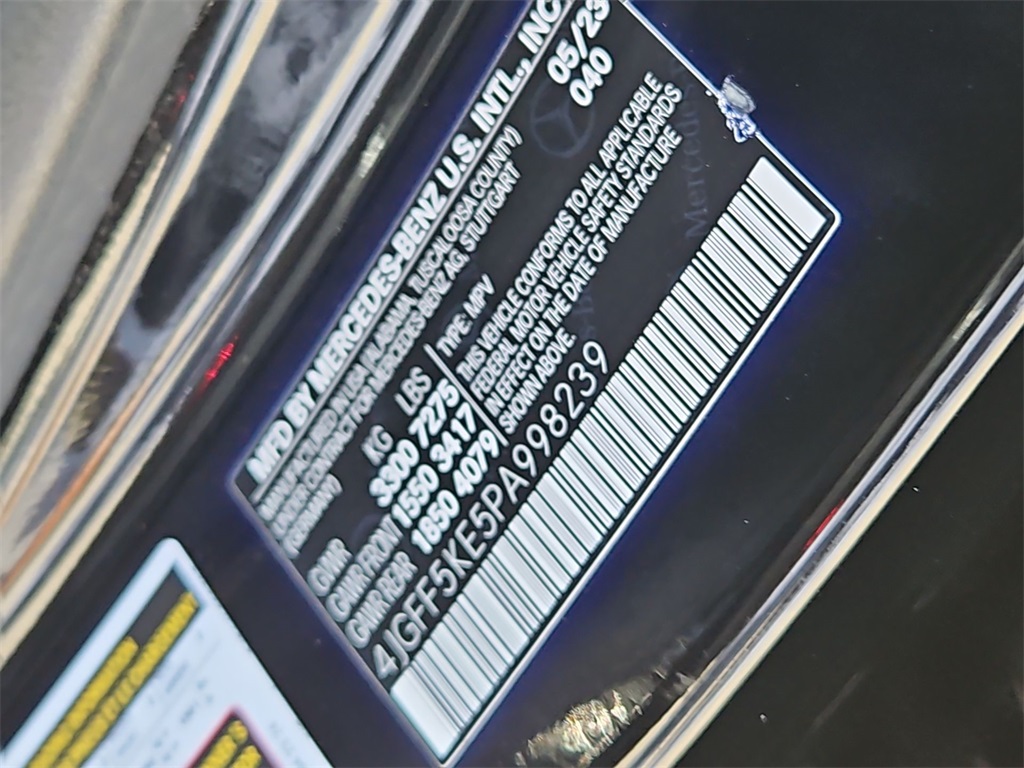 MFD BY MERCEDES-BENZ U.S. INTL., INC.
MANUFACTURED IN USA (ALABAMA, TUSCALOOSA COUNTY)
UNDER CONTRACT FOR MERCEDES-BENZ AG, STUTTGART
(GERMANY)
05/23
040
KG LBS
GVWR 3300 7275
GAWR FRONT 1550 3417
GAWR REAR 1850 4079
TYPE: MPV
THIS VEHICLE CONFORMS TO ALL APPLICABLE
FEDERAL MOTOR VEHICLE SAFETY STANDARDS
IN EFFECT ON THE DATE OF MANUFACTURE
SHOWN ABOVE.
Mercedes
4JGFF5KE5PA998239